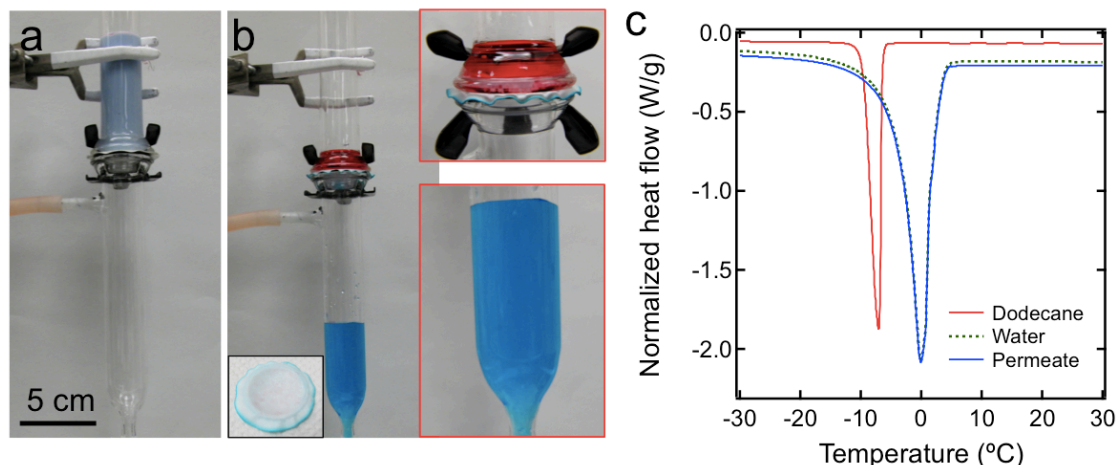 a
5 cm
b
c
Normalized heat flow (W/g)
0.0
-0.5
-1.0
-1.5
-2.0
Dodecane
Water
Permeate
-30 -20 -10 0 10 20 30
Temperature (ºC)